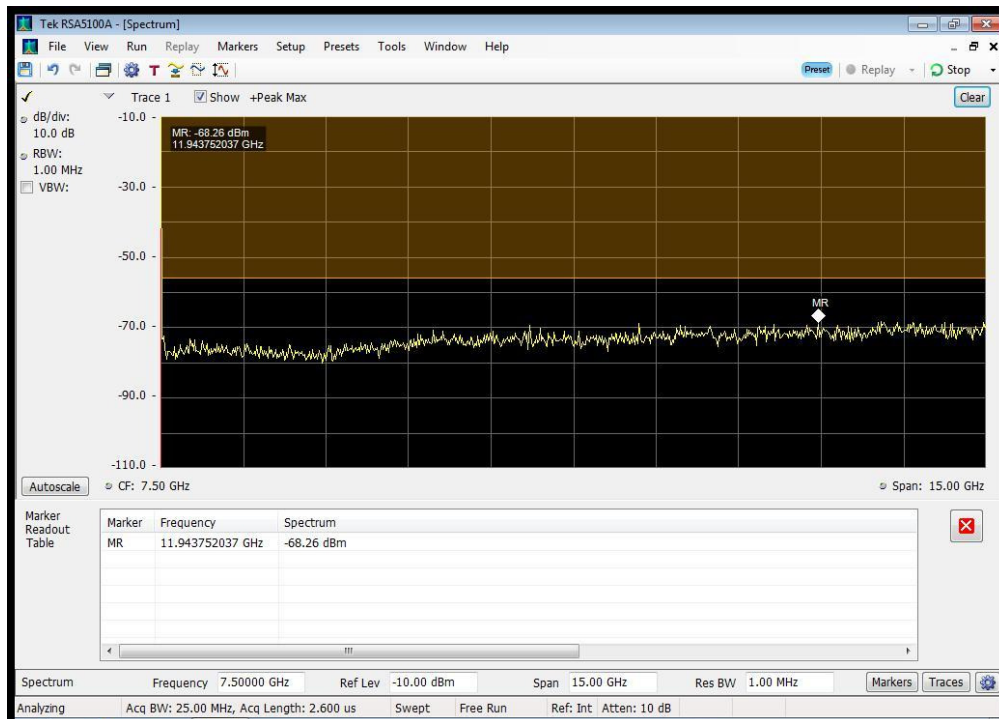 Tek RSA5100A - [Spectrum]
File View Run Replay Markers Setup Presets Tools Window Help
T
Preset Replay Stop
Trace 1 Show +Peak Max Clear
dB/div:
10.0 dB
RBW:
1.00 MHz
VBW:
-10.0
-30.0
-50.0
-70.0
-90.0
-110.0
MR: -68.26 dBm
11.943752037 GHz
MR
Autoscale CF: 7.50 GHz Span: 15.00 GHz
Marker
Readout
Table
Marker Frequency Spectrum
MR 11.943752037 GHz -68.26 dBm
Spectrum Frequency 7.50000 GHz Ref Lev -10.00 dBm Span 15.00 GHz Res BW 1.00 MHz Markers Traces
Analyzing Acq BW: 25.00 MHz, Acq Length: 2.600 us Swept Free Run Ref: Int Atten: 10 dB